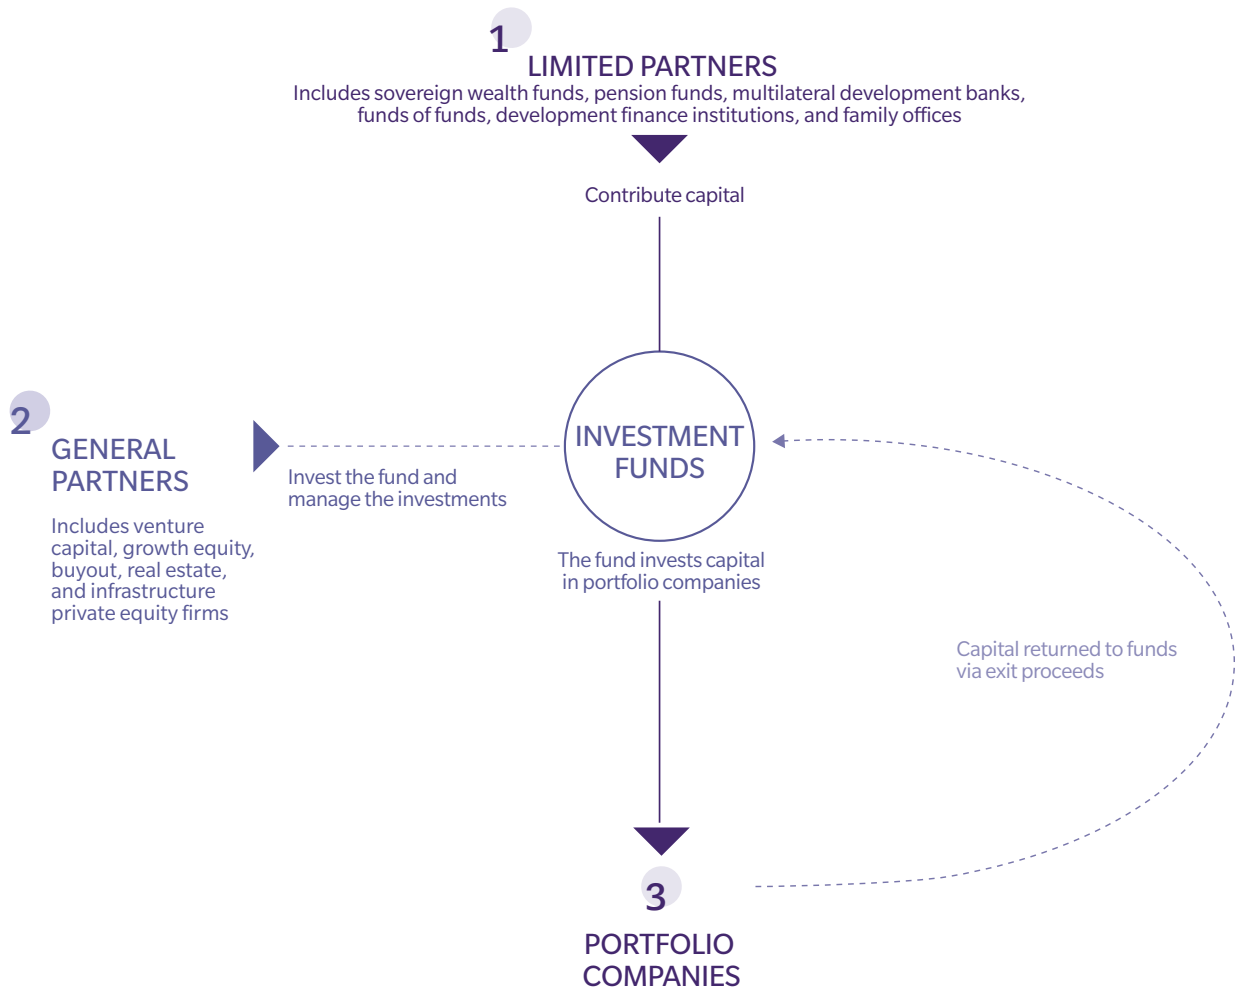 1
LIMITED PARTNERS
Includes sovereign wealth funds, pension funds, multilateral development banks,
funds of funds, development finance institutions, and family offices
Contribute capital
2
GENERAL
PARTNERS
Includes venture
capital, growth equity,
buyout, real estate,
and infrastructure
private equity firms
Invest the fund and
manage the investments
INVESTMENT
FUNDS
The fund invests capital
in portfolio companies
Capital returned to funds
via exit proceeds
3
PORTFOLIO
COMPANIES